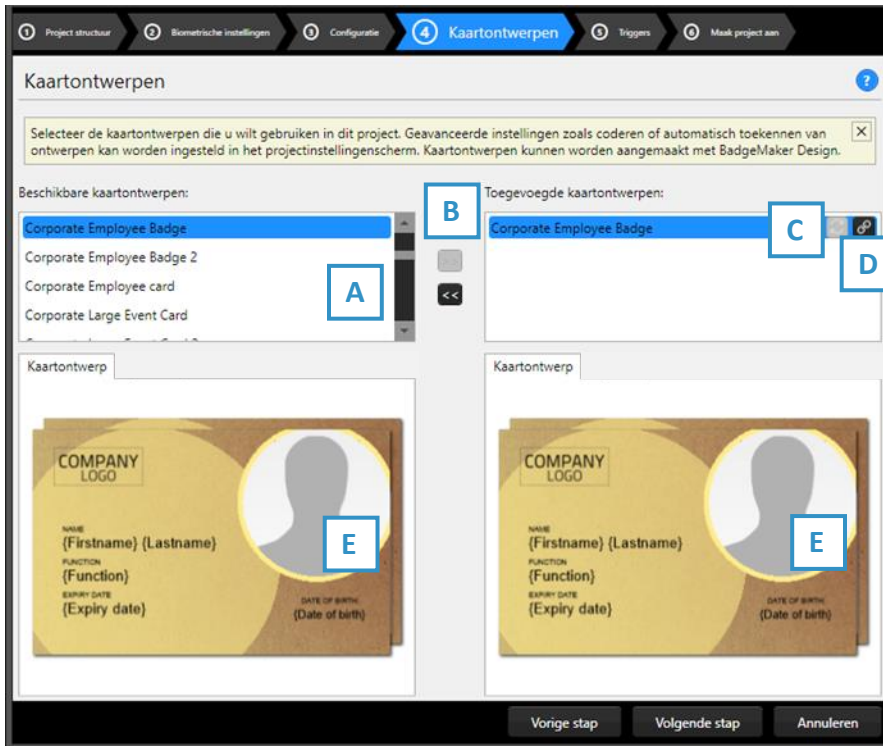 1 Project structuur 2 Biometrische instellingen 3 Configuratie 4 Kaartontwerpen 5 Triggers 6 Maak project aan
Kaartontwerpen ?
Selecteer de kaartontwerpen die u wilt gebruiken in dit project. Geavanceerde instellingen zoals coderen of automatisch toekennen van
ontwerpen kan worden ingesteld in het projectinstellingenscherm. Kaartontwerpen kunnen worden aangemaakt met BadgeMaker Design.
Beschikbare kaartontwerpen:
Corporate Employee Badge
Corporate Employee Badge 2
Corporate Employee card
Corporate Large Event Card
A
B
>>
<<
Toegevoegde kaartontwerpen:
Corporate Employee Badge
C
D
Kaartontwerp
COMPANY
LOGO
NAME
{Firstname} {Lastname}
FUNCTION
{Function}
EXPIRY DATE
{Expiry date}
DATE OF BIRTH
{Date of birth}
E
Kaartontwerp
COMPANY
LOGO
NAME
{Firstname} {Lastname}
FUNCTION
{Function}
EXPIRY DATE
{Expiry date}
DATE OF BIRTH
{Date of birth}
E
Vorige stap Volgende stap Annuleren